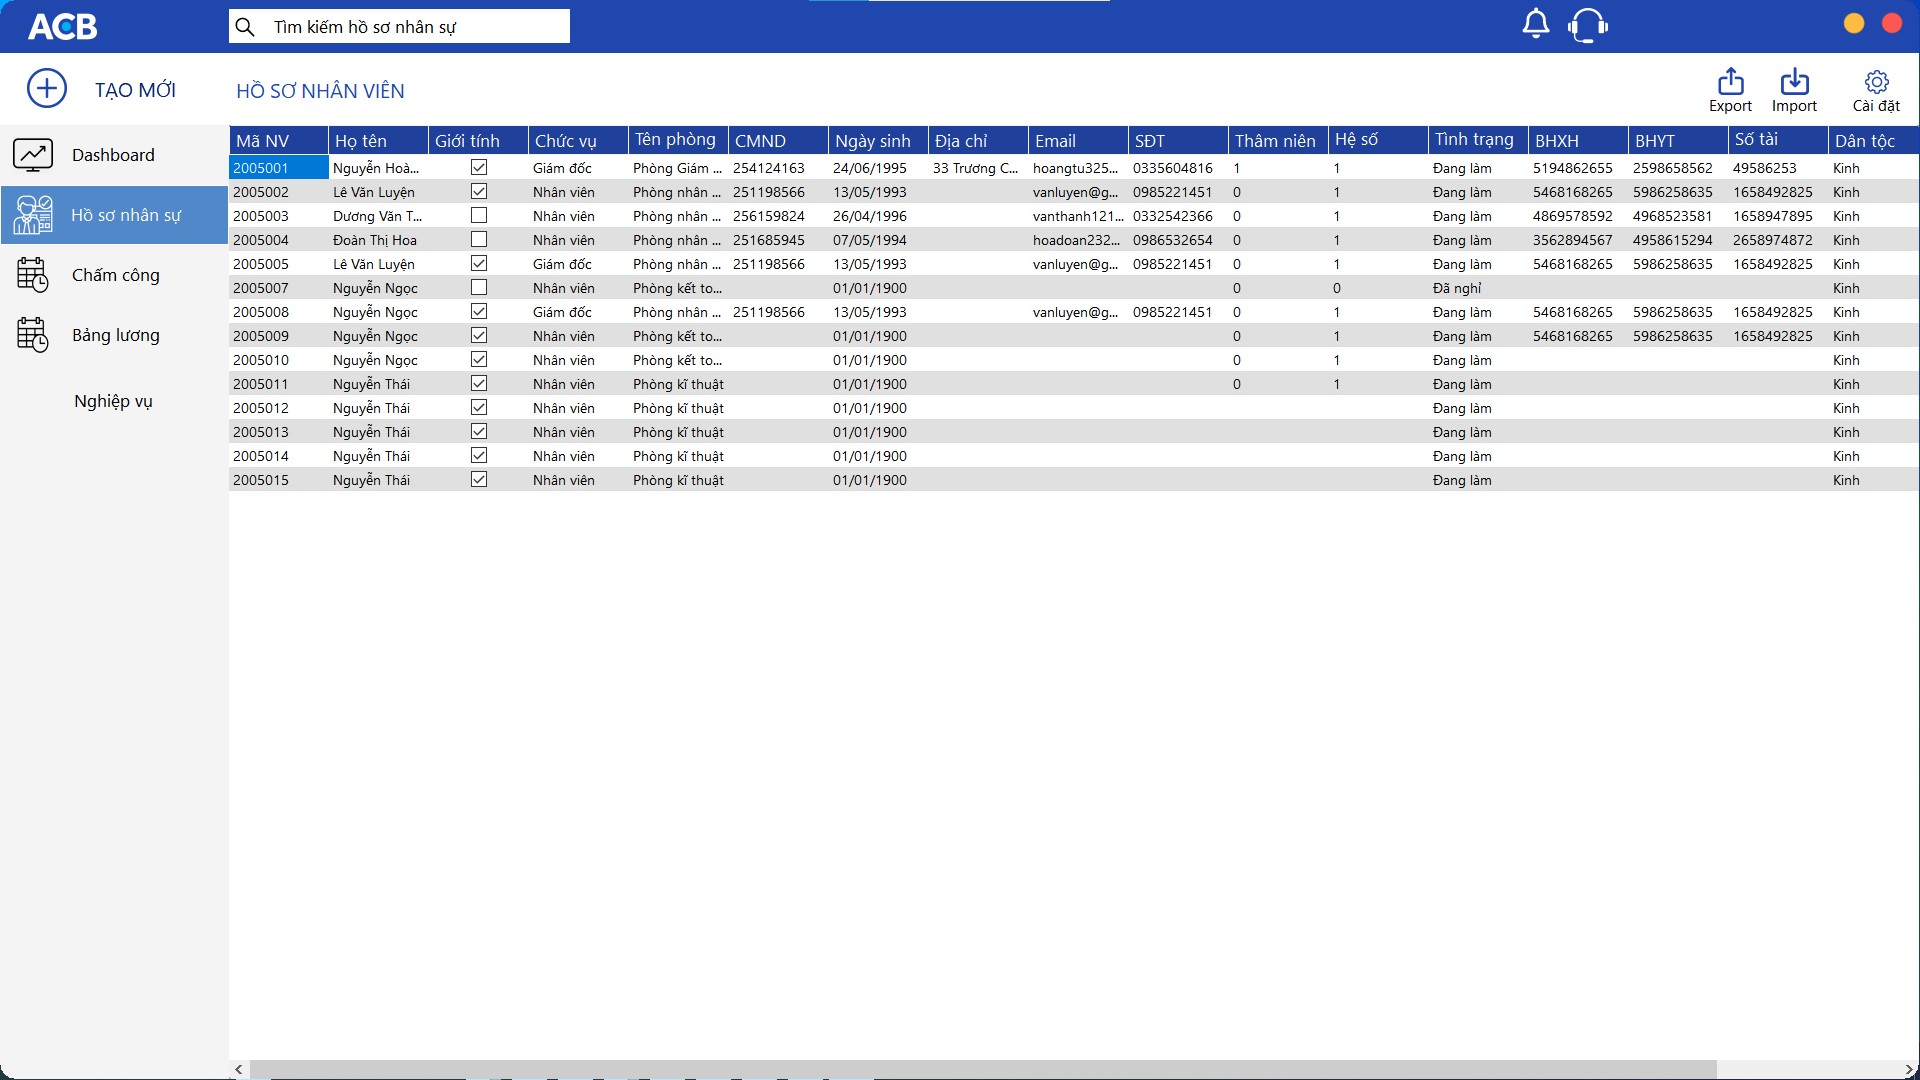 ACB
Tìm kiếm hồ sơ nhân sự
TẠO MỚI
HỒ SƠ NHÂN VIÊN
Export Import Cài đặt
Dashboard
Hồ sơ nhân sự
Chấm công
Bảng lương
Nghiệp vụ
Mã NV Họ tên Giới tính Chức vụ Tên phòng CMND Ngày sinh Địa chỉ Email SĐT Thâm niên Hệ số Tình trạng BHXH BHYT Số tài Dân tộc
2005001 Nguyễn Hoà... Giám đốc Phòng Giám ... 254124163 24/06/1995 33 Trương C... hoangtu325... 0335604816 1 1 Đang làm 5194862655 2598658562 49586253 Kinh
2005002 Lê Văn Luyện Nhân viên Phòng nhân ... 251198566 13/05/1993 vanluyen@g... 0985221451 0 1 Đang làm 5468168265 5986258635 1658492825 Kinh
2005003 Dương Văn T... Nhân viên Phòng nhân ... 256159824 26/04/1996 vanthanh121... 0332542366 0 1 Đang làm 4869578592 4968523581 1658947895 Kinh
2005004 Đoàn Thị Hoa Nhân viên Phòng nhân ... 251685945 07/05/1994 hoadoan232... 0986532654 0 1 Đang làm 3562894567 4958615294 2658974872 Kinh
2005005 Lê Văn Luyện Giám đốc Phòng nhân ... 251198566 13/05/1993 vanluyen@g... 0985221451 0 1 Đang làm 5468168265 5986258635 1658492825 Kinh
2005007 Nguyễn Ngọc Nhân viên Phòng kết to... 01/01/1900 0 0 Đã nghỉ Kinh
2005008 Nguyễn Ngọc Giám đốc Phòng nhân ... 251198566 13/05/1993 vanluyen@g... 0985221451 0 1 Đang làm 5468168265 5986258635 1658492825 Kinh
2005009 Nguyễn Ngọc Nhân viên Phòng kết to... 01/01/1900 0 1 Đang làm 5468168265 5986258635 1658492825 Kinh
2005010 Nguyễn Ngọc Nhân viên Phòng kết to... 01/01/1900 0 1 Đang làm Kinh
2005011 Nguyễn Thái Nhân viên Phòng kĩ thuật 01/01/1900 0 1 Đang làm Kinh
2005012 Nguyễn Thái Nhân viên Phòng kĩ thuật 01/01/1900 Đang làm Kinh
2005013 Nguyễn Thái Nhân viên Phòng kĩ thuật 01/01/1900 Đang làm Kinh
2005014 Nguyễn Thái Nhân viên Phòng kĩ thuật 01/01/1900 Đang làm Kinh
2005015 Nguyễn Thái Nhân viên Phòng kĩ thuật 01/01/1900 Đang làm Kinh